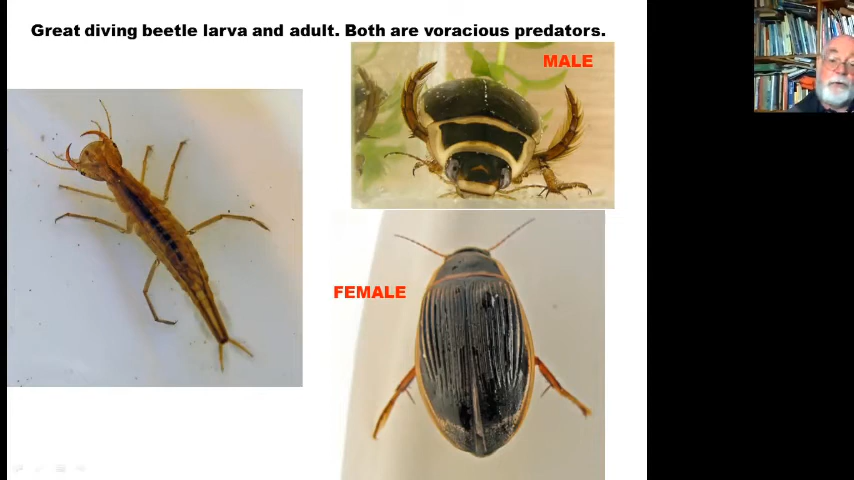 Great diving beetle larva and adult. Both are voracious predators.
MALE
FEMALE